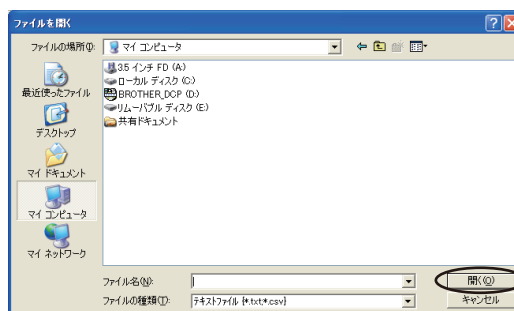 ファイルを開く
ファイルの場所(I):
マイ コンピュータ
3.5 インチ FD (A:)
ローカル ディスク (C:)
BROTHER_DCP (D:)
リムーバブル ディスク (E:)
共有ドキュメント
最近使ったファイル
デスクトップ
マイ ドキュメント
マイ コンピュータ
マイ ネットワーク
ファイル名(N):
開く(O)
ファイルの種類(T):
テキストファイル {*.txt;*.csv}
キャンセル